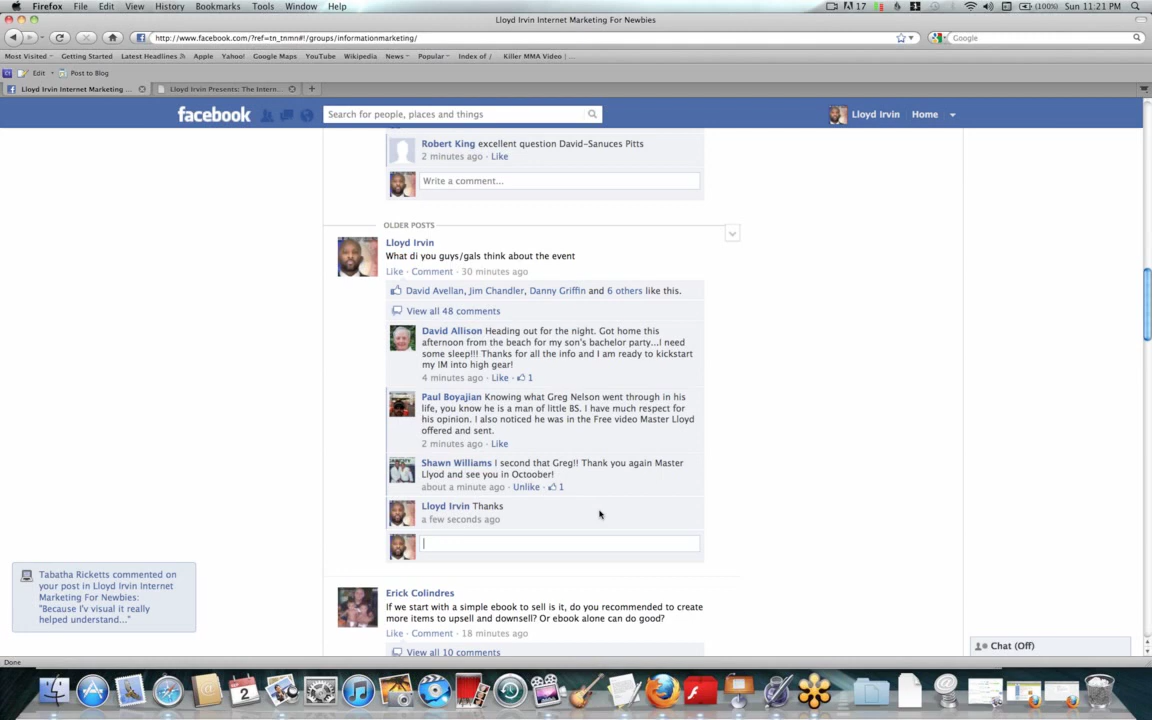 Firefox File Edit View History Bookmarks Tools Window Help
17 (100%) Sun 11:21 PM
Lloyd Irvin Internet Marketing For Newbies
http://www.facebook.com/?ref=tn_tnmn#!/groups/informationmarketing/
Google
Most Visited Getting Started Latest Headlines Apple Yahoo! Google Maps YouTube Wikipedia News Popular Index of / Killer MMA Video | ...
Edit Post to Blog
Lloyd Irvin Internet Marketing ... Lloyd Irvin Presents: The Intern... +
facebook
Search for people, places and things
Lloyd Irvin Home
Robert King excellent question David-Sanuces Pitts
2 minutes ago · Like
Write a comment...
OLDER POSTS
Lloyd Irvin
What di you guys/gals think about the event
Like · Comment · 30 minutes ago
David Avellan, Jim Chandler, Danny Griffin and 6 others like this.
View all 48 comments
David Allison Heading out for the night. Got home this
afternoon from the beach for my son's bachelor party...I need
some sleep!!! Thanks for all the info and I am ready to kickstart
my IM into high gear!
4 minutes ago · Like · 1
Paul Boyajian Knowing what Greg Nelson went through in his
life, you know he is a man of little BS. I have much respect for
his opinion. I also noticed he was in the Free video Master Lloyd
offered and sent.
2 minutes ago · Like
Shawn Williams I second that Greg!! Thank you again Master
Llyod and see you in Octoober!
about a minute ago · Unlike · 1
Lloyd Irvin Thanks
a few seconds ago
Tabatha Ricketts commented on
your post in Lloyd Irvin Internet
Marketing For Newbies:
"Because I'v visual it really
helped understand..."
Erick Colindres
If we start with a simple ebook to sell is it, do you recommended to create
more items to upsell and downsell? Or ebook alone can do good?
Like · Comment · 18 minutes ago
View all 10 comments
Chat (Off)
Done
2